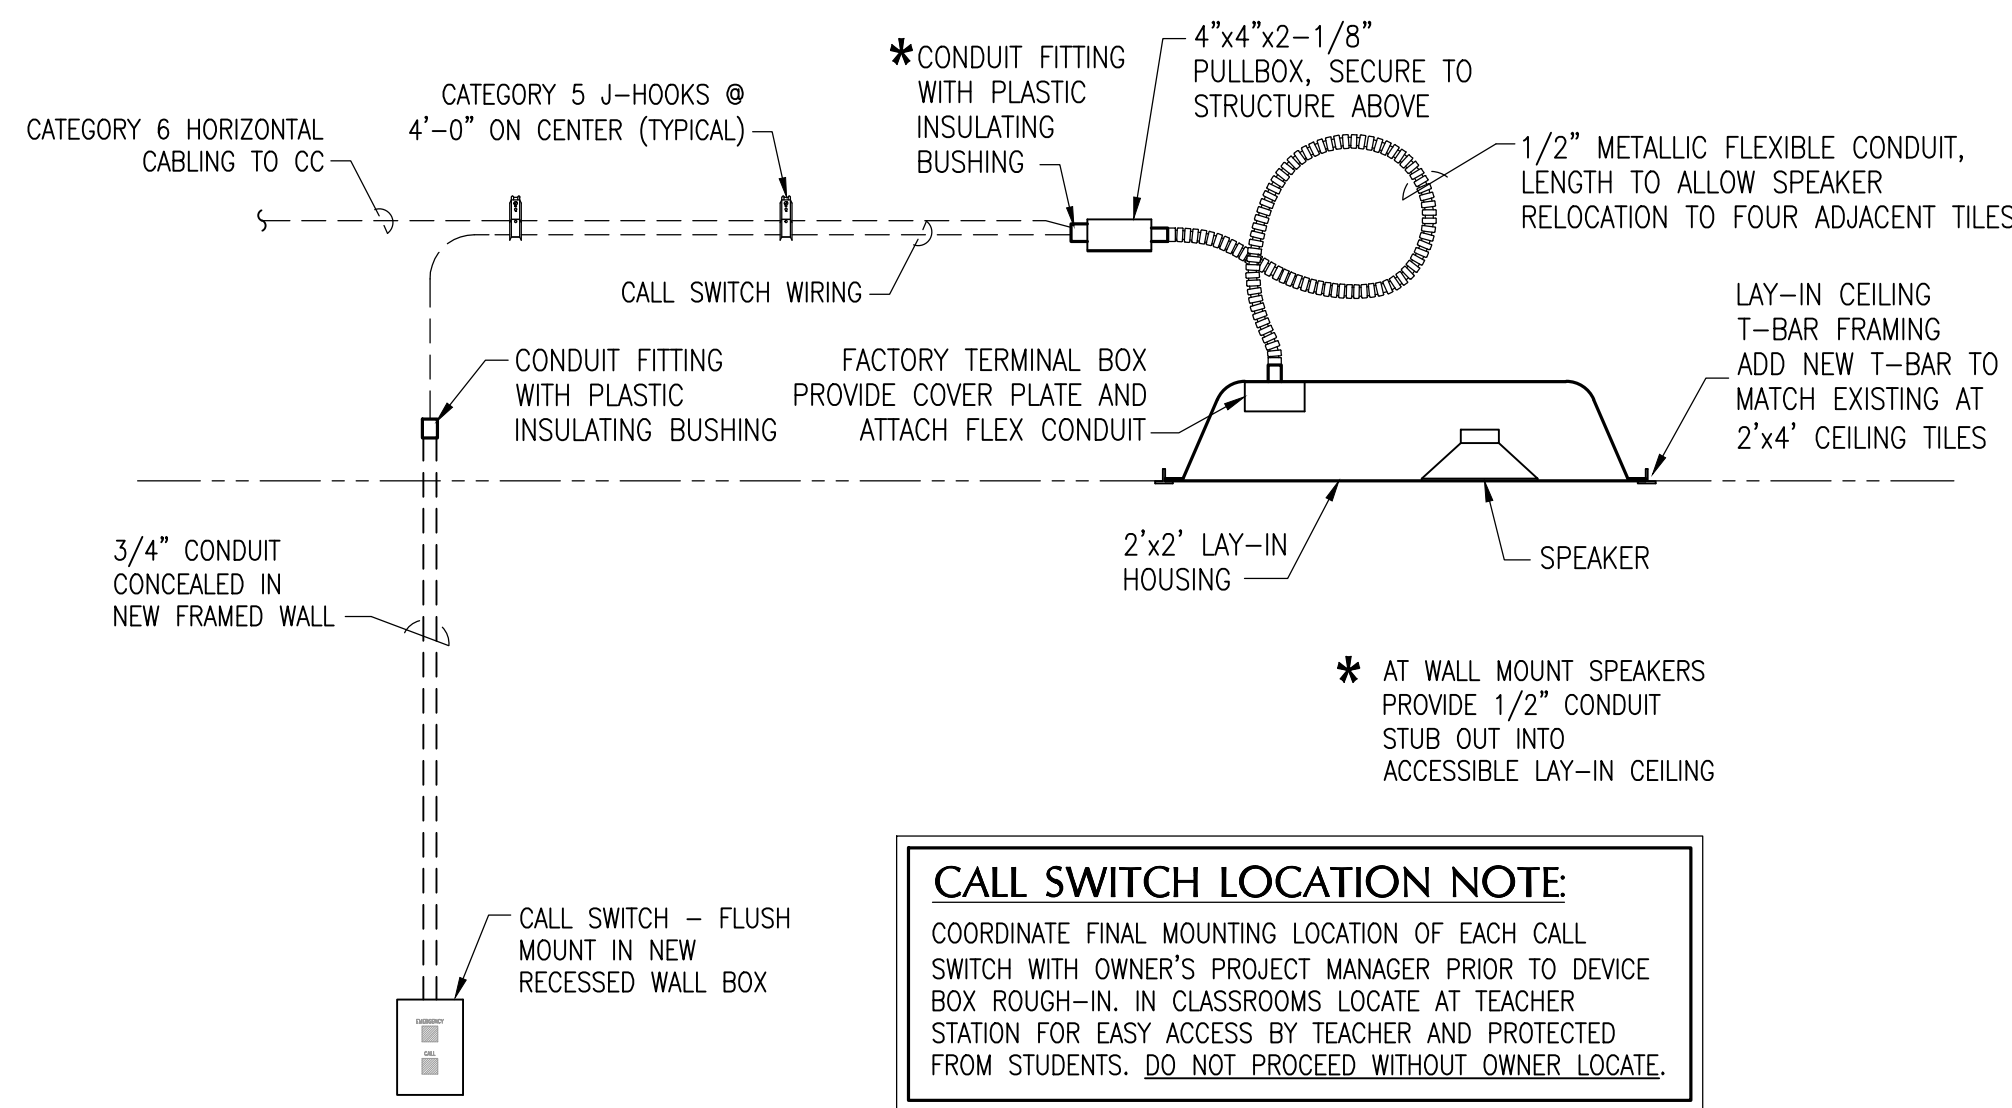 CATEGORY 6 HORIZONTAL
CABLING TO CC
CATEGORY 5 J-HOOKS @
4'-0" ON CENTER (TYPICAL)
*CONDUIT FITTING
WITH PLASTIC
INSULATING
BUSHING
4"x4"x2-1/8"
PULLBOX, SECURE TO
STRUCTURE ABOVE
1/2" METALLIC FLEXIBLE CONDUIT,
LENGTH TO ALLOW SPEAKER
RELOCATION TO FOUR ADJACENT TILES
CALL SWITCH WIRING
CONDUIT FITTING
WITH PLASTIC
INSULATING BUSHING
FACTORY TERMINAL BOX
PROVIDE COVER PLATE AND
ATTACH FLEX CONDUIT
LAY-IN CEILING
T-BAR FRAMING
ADD NEW T-BAR TO
MATCH EXISTING AT
2'x4' CEILING TILES
3/4" CONDUIT
CONCEALED IN
NEW FRAMED WALL
2'x2' LAY-IN
HOUSING
SPEAKER
* AT WALL MOUNT SPEAKERS
PROVIDE 1/2" CONDUIT
STUB OUT INTO
ACCESSIBLE LAY-IN CEILING
CALL SWITCH - FLUSH
MOUNT IN NEW
RECESSED WALL BOX
EMERGENCY
CALL
CALL SWITCH LOCATION NOTE:
COORDINATE FINAL MOUNTING LOCATION OF EACH CALL
SWITCH WITH OWNER'S PROJECT MANAGER PRIOR TO DEVICE
BOX ROUGH-IN. IN CLASSROOMS LOCATE AT TEACHER
STATION FOR EASY ACCESS BY TEACHER AND PROTECTED
FROM STUDENTS. DO NOT PROCEED WITHOUT OWNER LOCATE.